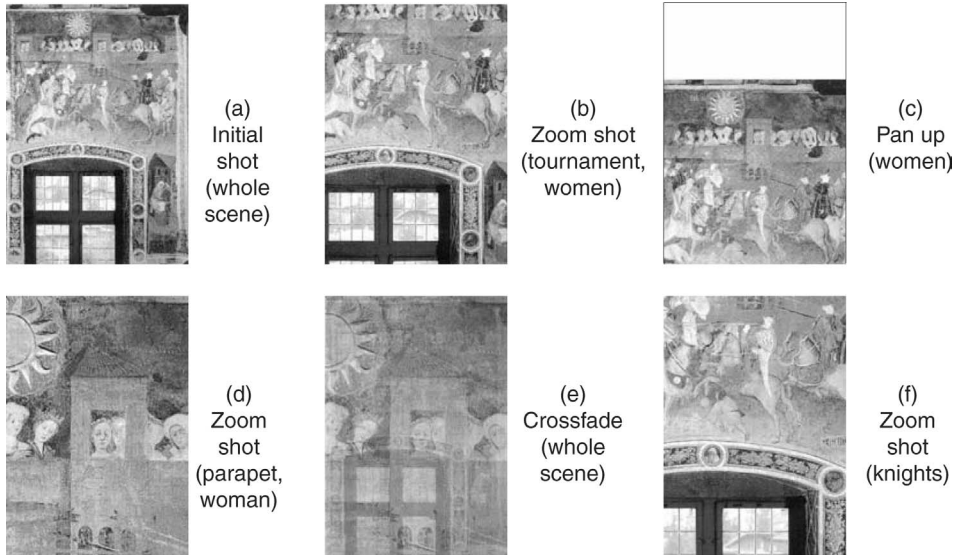 (a)
Initial
shot
(whole
scene)
(b)
Zoom shot
(tournament,
women)
(c)
Pan up
(women)
(d)
Zoom
shot
(parapet,
woman)
(e)
Crossfade
(whole
scene)
(f)
Zoom
shot
(knights)